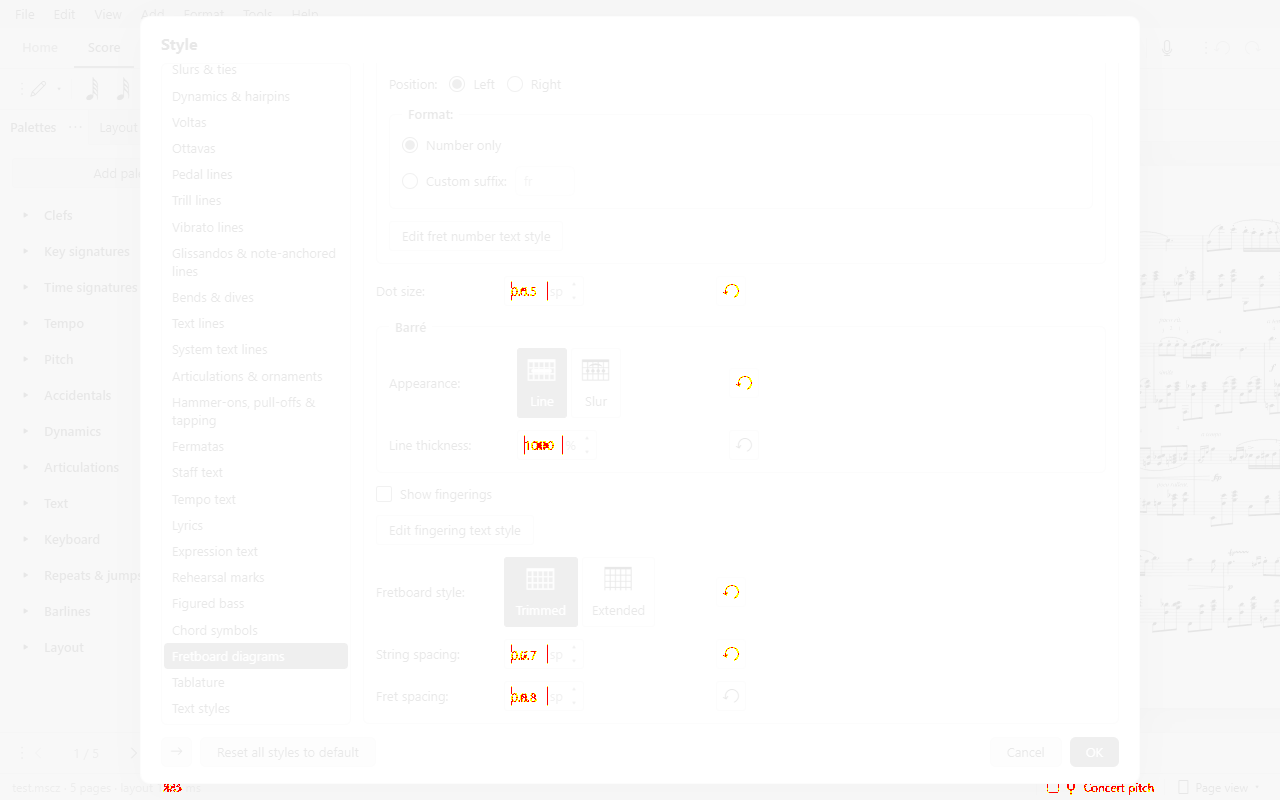 File Edit View Add Format Tools Help
Home Score
Style
Palettes Layout
Add pale
Clefs
Key signatures
Time signatures
Tempo
Pitch
Accidentals
Dynamics
Articulations
Text
Keyboard
Repeats & jumps
Barlines
Layout
Slurs & ties
Dynamics & hairpins
Voltas
Ottavas
Pedal lines
Trill lines
Vibrato lines
Glissandos & note-anchored
lines
Bends & dives
Text lines
System text lines
Articulations & ornaments
Hammer-ons, pull-offs &
tapping
Fermatas
Staff text
Tempo text
Lyrics
Expression text
Rehearsal marks
Figured bass
Chord symbols
Fretboard diagrams
Tablature
Text styles
Position: Left Right
Format:
Number only
Custom suffix: fr
Edit fret number text style
Dot size: sp
Barré
Appearance: Line Slur
Line thickness: %
Show fingerings
Edit fingering text style
Fretboard style: Trimmed Extended
String spacing: sp
Fret spacing: sp
Reset all styles to default Cancel OK
1 / 5
Concert pitch Page view